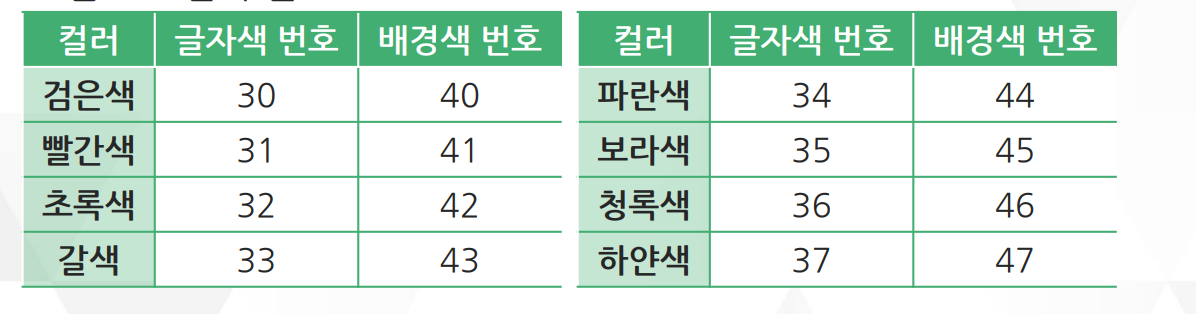 컬러 글자색 번호 배경색 번호
검은색 30 40
빨간색 31 41
초록색 32 42
갈색 33 43
컬러 글자색 번호 배경색 번호
파란색 34 44
보라색 35 45
청록색 36 46
하얀색 37 47